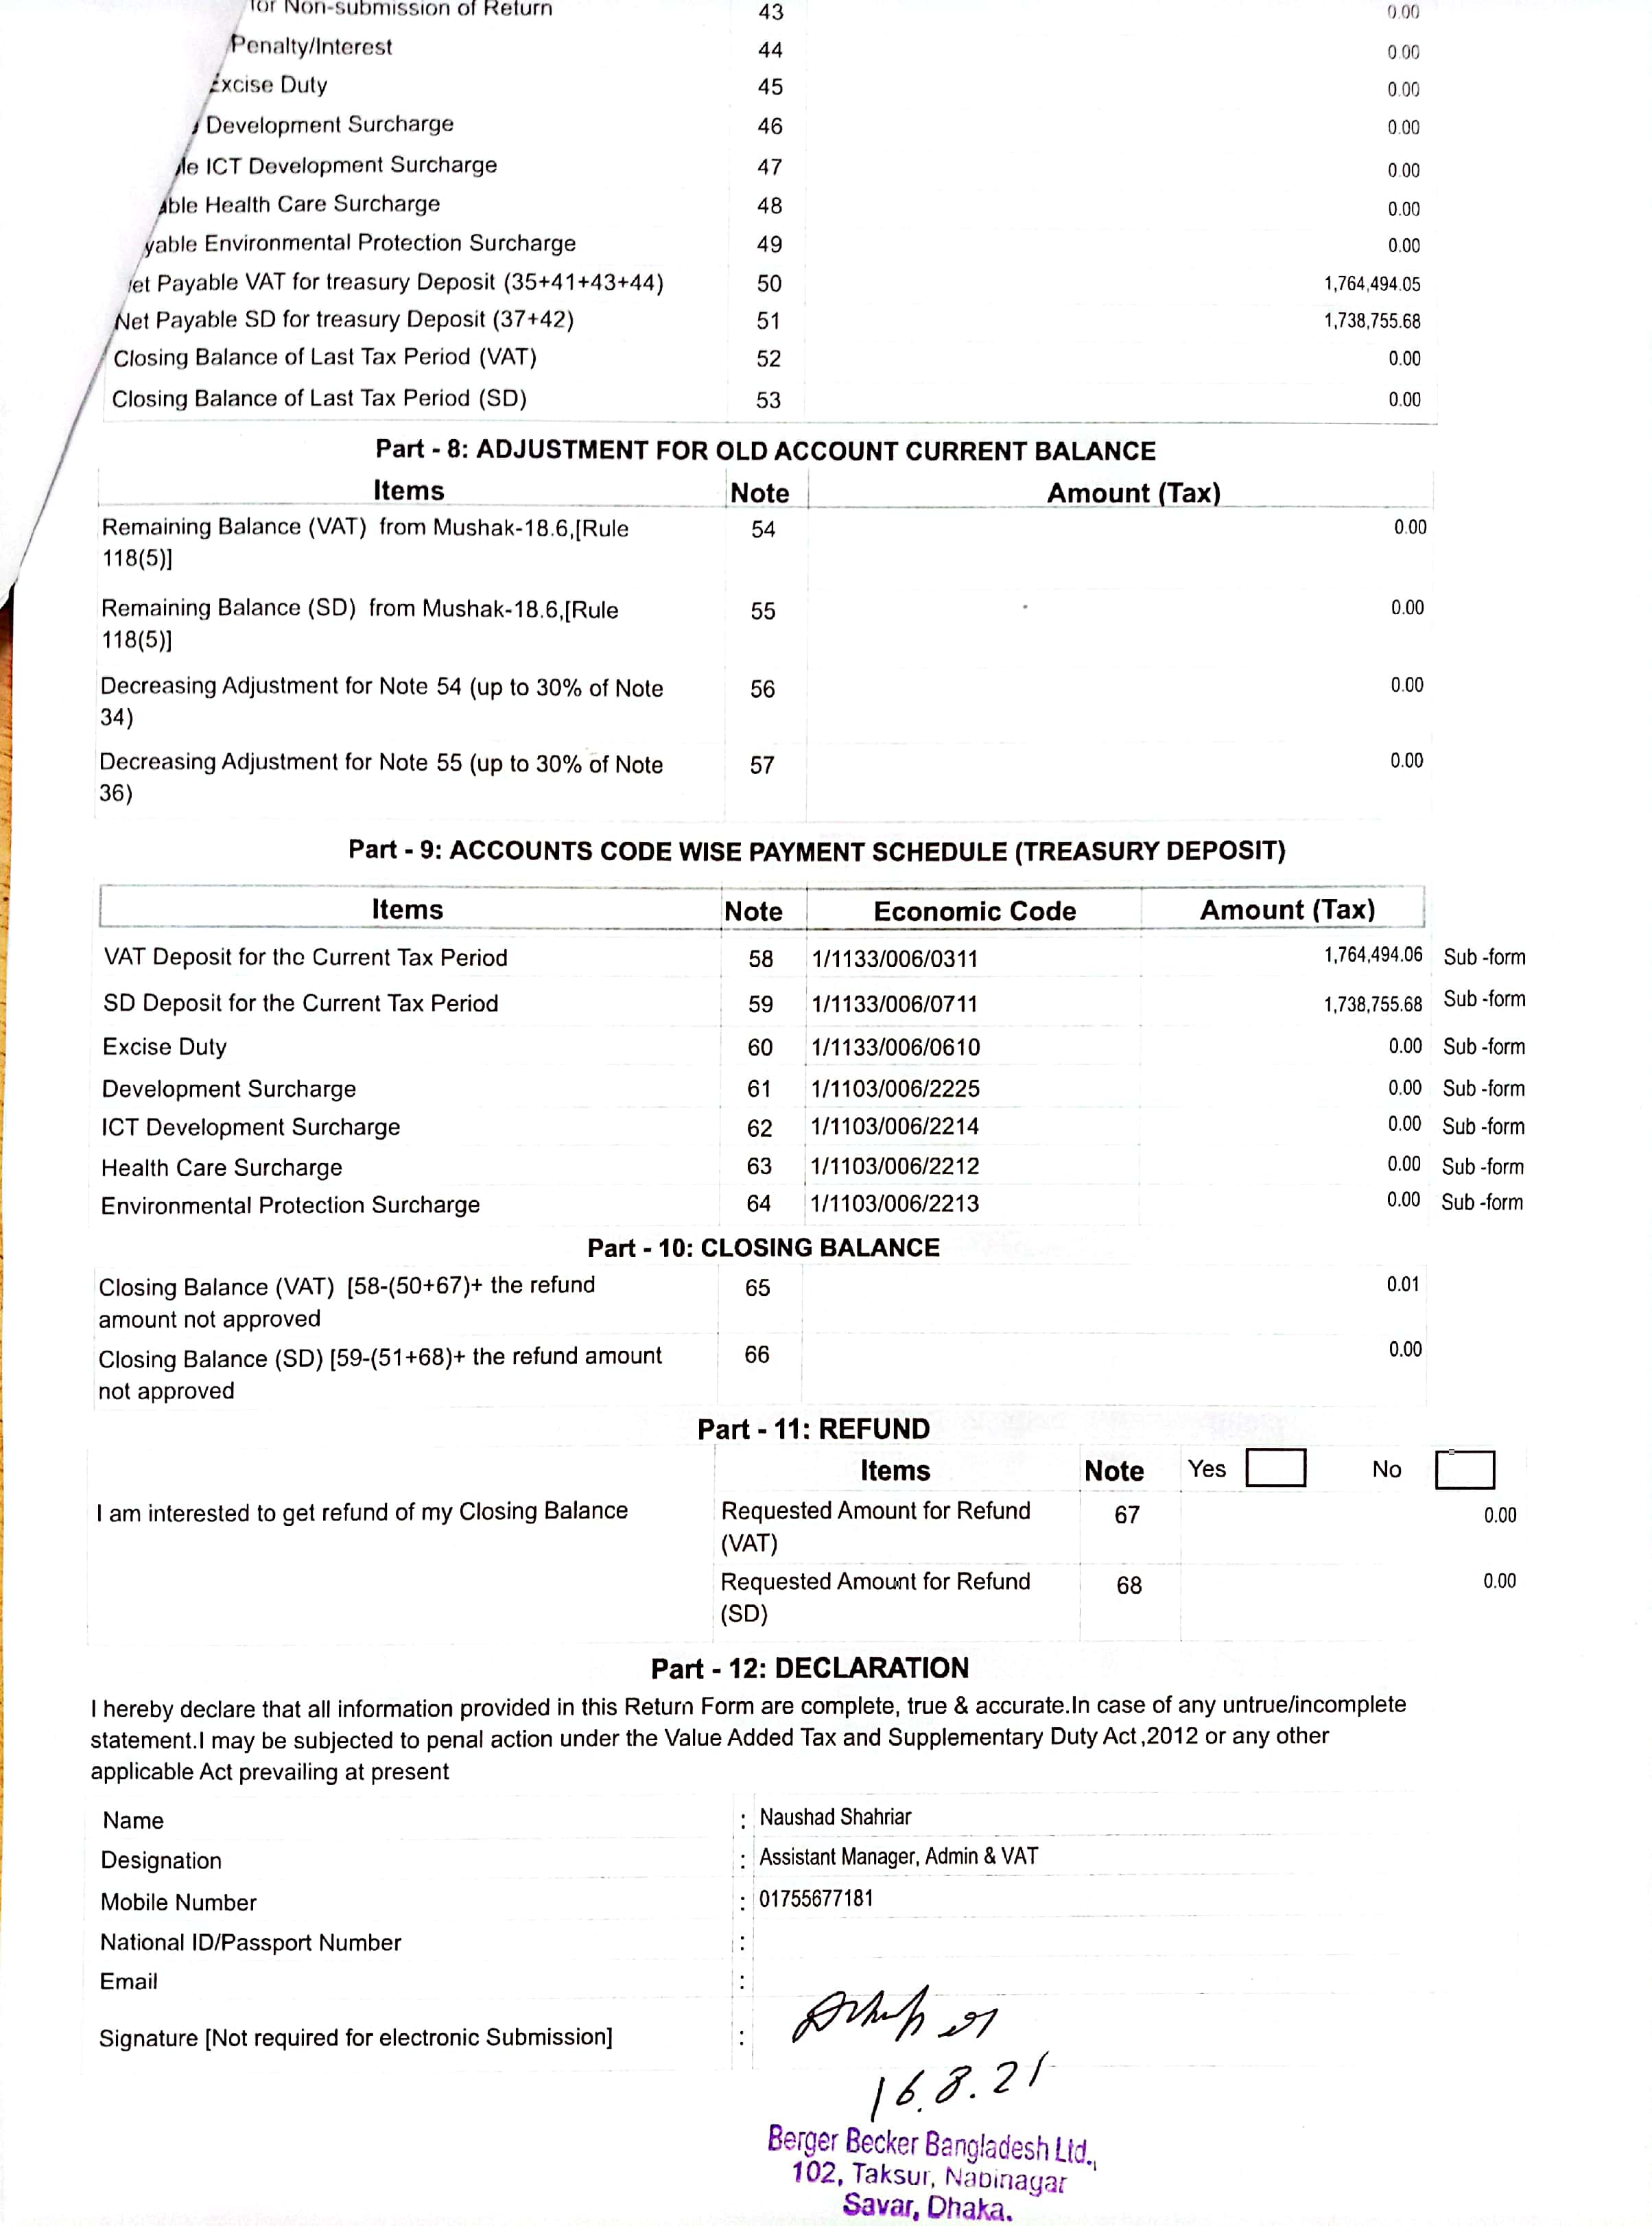 for Non-submission of Return 43 0.00
Penalty/Interest 44 0.00
Excise Duty 45 0.00
Development Surcharge 46 0.00
le ICT Development Surcharge 47 0.00
able Health Care Surcharge 48 0.00
yable Environmental Protection Surcharge 49 0.00
et Payable VAT for treasury Deposit (35+41+43+44) 50 1,764,494.05
Net Payable SD for treasury Deposit (37+42) 51 1,738,755.68
Closing Balance of Last Tax Period (VAT) 52 0.00
Closing Balance of Last Tax Period (SD) 53 0.00
Part - 8: ADJUSTMENT FOR OLD ACCOUNT CURRENT BALANCE
Items Note Amount (Tax)
Remaining Balance (VAT) from Mushak-18.6,[Rule 54 0.00
118(5)]
Remaining Balance (SD) from Mushak-18.6,[Rule 55 0.00
118(5)]
Decreasing Adjustment for Note 54 (up to 30% of Note 56 0.00
34)
Decreasing Adjustment for Note 55 (up to 30% of Note 57 0.00
36)
Part - 9: ACCOUNTS CODE WISE PAYMENT SCHEDULE (TREASURY DEPOSIT)
Items Note Economic Code Amount (Tax)
VAT Deposit for the Current Tax Period 58 1/1133/006/0311 1,764,494.06 Sub -form
SD Deposit for the Current Tax Period 59 1/1133/006/0711 1,738,755.68 Sub -form
Excise Duty 60 1/1133/006/0610 0.00 Sub -form
Development Surcharge 61 1/1103/006/2225 0.00 Sub -form
ICT Development Surcharge 62 1/1103/006/2214 0.00 Sub -form
Health Care Surcharge 63 1/1103/006/2212 0.00 Sub -form
Environmental Protection Surcharge 64 1/1103/006/2213 0.00 Sub -form
Part - 10: CLOSING BALANCE
Closing Balance (VAT) [58-(50+67)+ the refund 65 0.01
amount not approved
Closing Balance (SD) [59-(51+68)+ the refund amount 66 0.00
not approved
Part - 11: REFUND
Items Note Yes No
I am interested to get refund of my Closing Balance Requested Amount for Refund 67 0.00
(VAT)
Requested Amount for Refund 68 0.00
(SD)
Part - 12: DECLARATION
I hereby declare that all information provided in this Return Form are complete, true & accurate.In case of any untrue/incomplete
statement.I may be subjected to penal action under the Value Added Tax and Supplementary Duty Act,2012 or any other
applicable Act prevailing at present
Name : Naushad Shahriar
Designation : Assistant Manager, Admin & VAT
Mobile Number : 01755677181
National ID/Passport Number :
Email :
Signature [Not required for electronic Submission] :
16.8.21
Berger Becker Bangladesh Ltd.,
102, Taksur, Nabinagar
Savar, Dhaka.